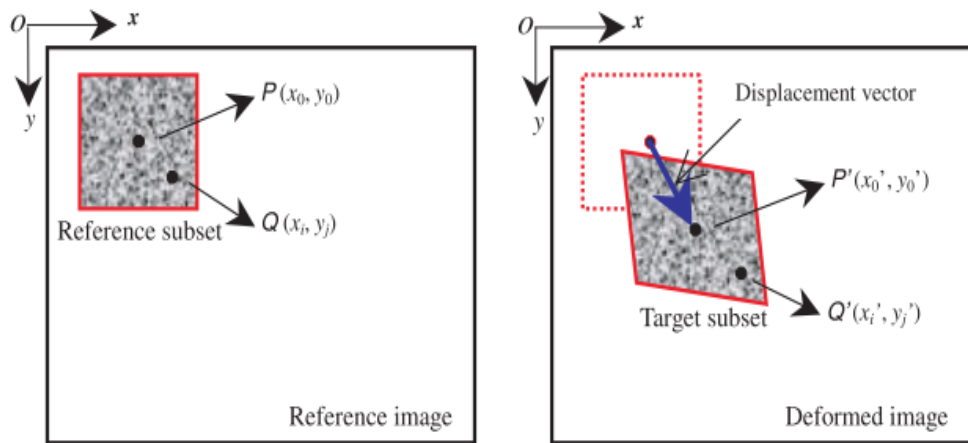 O x
y
P(x₀, y₀)
Q(xᵢ, yⱼ)
Reference subset
Reference image
O x
y
Displacement vector
P'(x₀', y₀')
Q'(xᵢ', yⱼ')
Target subset
Deformed image